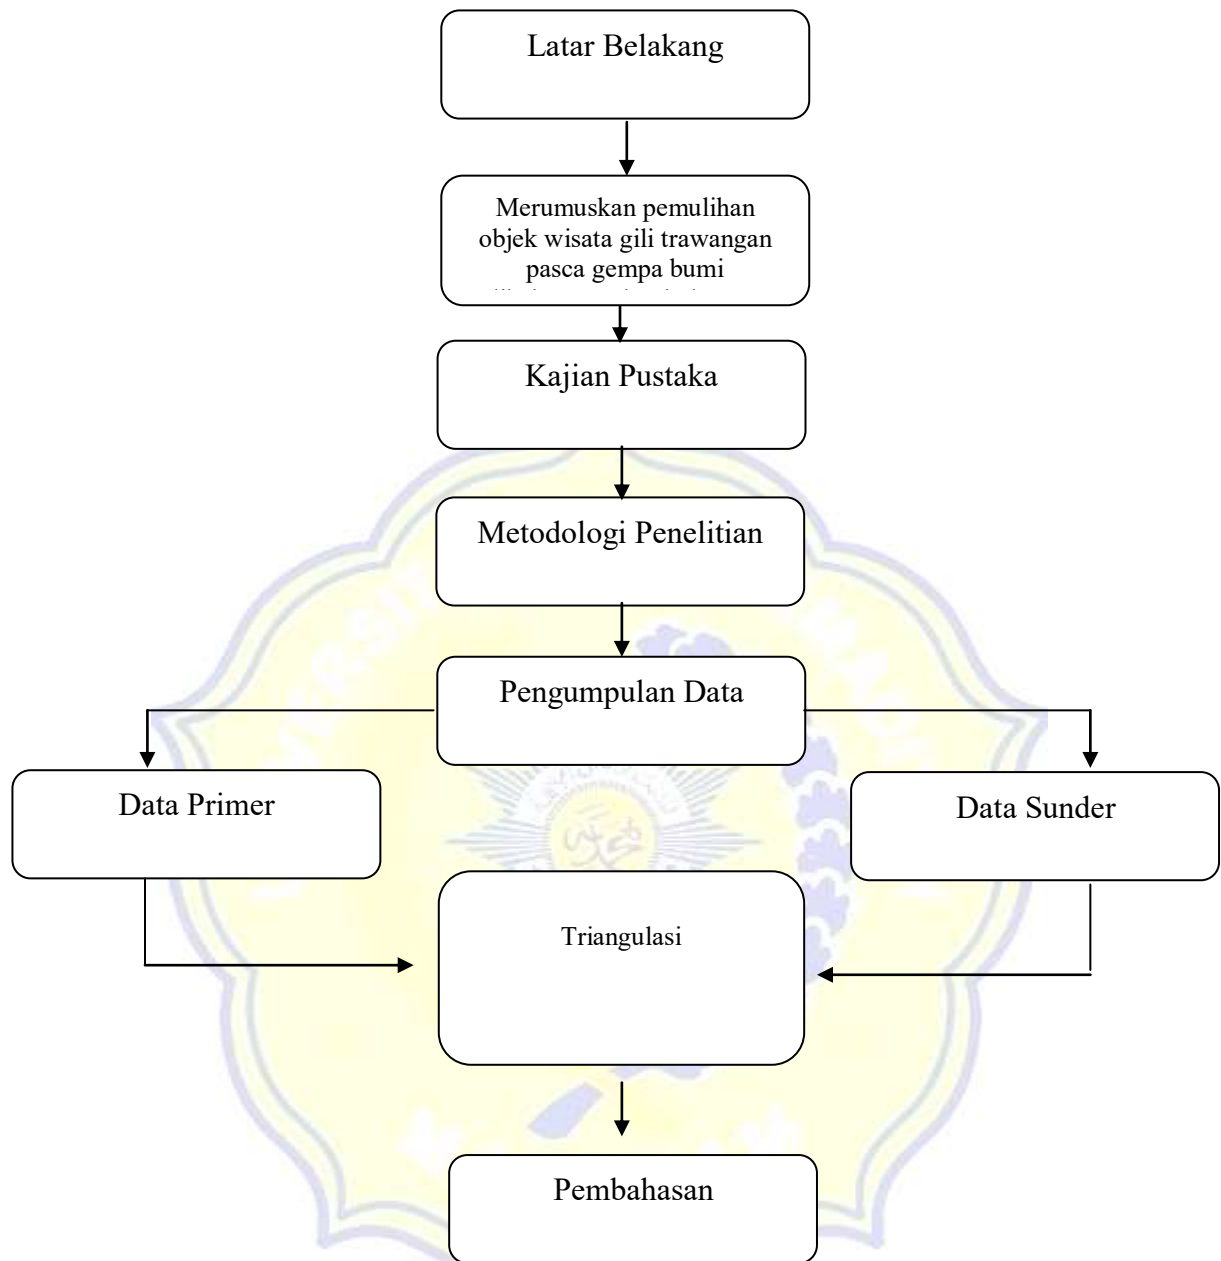 Latar Belakang
Merumuskan pemulihan
objek wisata gili trawangan
pasca gempa bumi
Kajian Pustaka
Metodologi Penelitian
Pengumpulan Data
Data Primer
Data Sunder
Triangulasi
Pembahasan